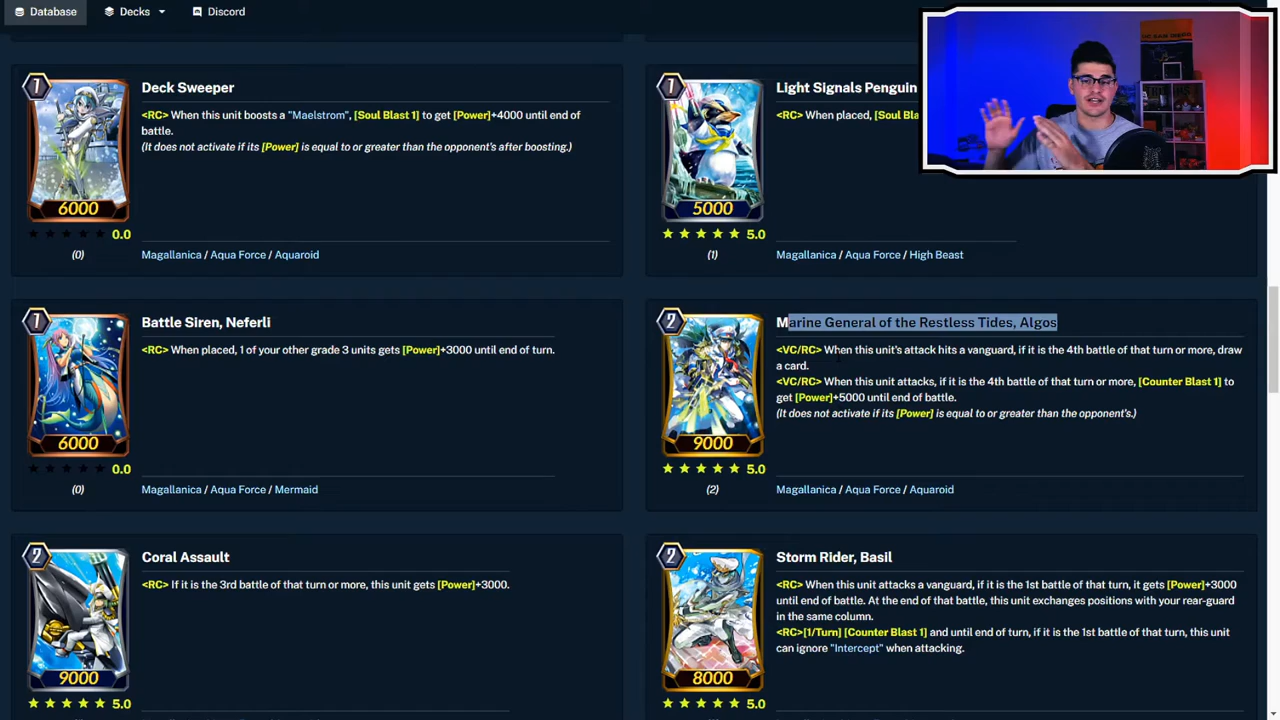 Database
Decks
Discord
1
Deck Sweeper
<RC> When this unit boosts a "Maelstrom", [Soul Blast 1] to get [Power]+4000 until end of
battle.
(It does not activate if its [Power] is equal to or greater than the opponent's after boosting.)
6000
0.0
(0)
Magallanica / Aqua Force / Aquaroid
1
Light Signals Penguin
<RC> When placed, [Soul Bla
5000
5.0
(1)
Magallanica / Aqua Force / High Beast
1
Battle Siren, Neferli
<RC> When placed, 1 of your other grade 3 units gets [Power]+3000 until end of turn.
6000
0.0
(0)
Magallanica / Aqua Force / Mermaid
2
Marine General of the Restless Tides, Algos
<VC/RC> When this unit's attack hits a vanguard, if it is the 4th battle of that turn or more, draw
a card.
<VC/RC> When this unit attacks, if it is the 4th battle of that turn or more, [Counter Blast 1] to
get [Power]+5000 until end of battle.
(It does not activate if its [Power] is equal to or greater than the opponent's.)
9000
5.0
(2)
Magallanica / Aqua Force / Aquaroid
2
Coral Assault
<RC> If it is the 3rd battle of that turn or more, this unit gets [Power]+3000.
9000
5.0
2
Storm Rider, Basil
<RC> When this unit attacks a vanguard, if it is the 1st battle of that turn, it gets [Power]+3000
until end of battle. At the end of that battle, this unit exchanges positions with your rear-guard
in the same column.
<RC>[1/Turn] [Counter Blast 1] and until end of turn, if it is the 1st battle of that turn, this unit
can ignore "Intercept" when attacking.
8000
5.0